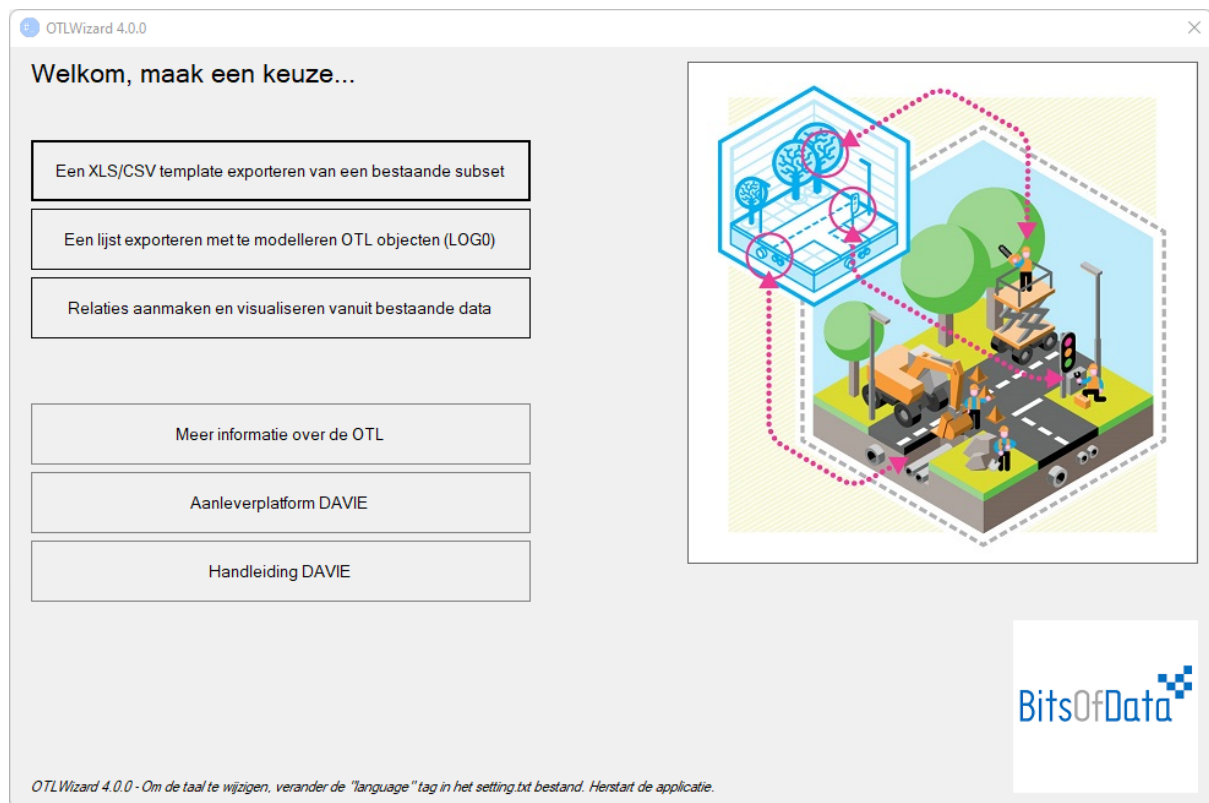 OTLWizard 4.0.0
Welkom, maak een keuze...
Een XLS/CSV template exporteren van een bestaande subset
Een lijst exporteren met te modelleren OTL objecten (LOG0)
Relaties aanmaken en visualiseren vanuit bestaande data
Meer informatie over de OTL
Aanleverplatform DAVIE
Handleiding DAVIE
BitsOfData
OTLWizard 4.0.0 - Om de taal te wijzigen, verander de "language" tag in het setting.txt bestand. Herstart de applicatie.